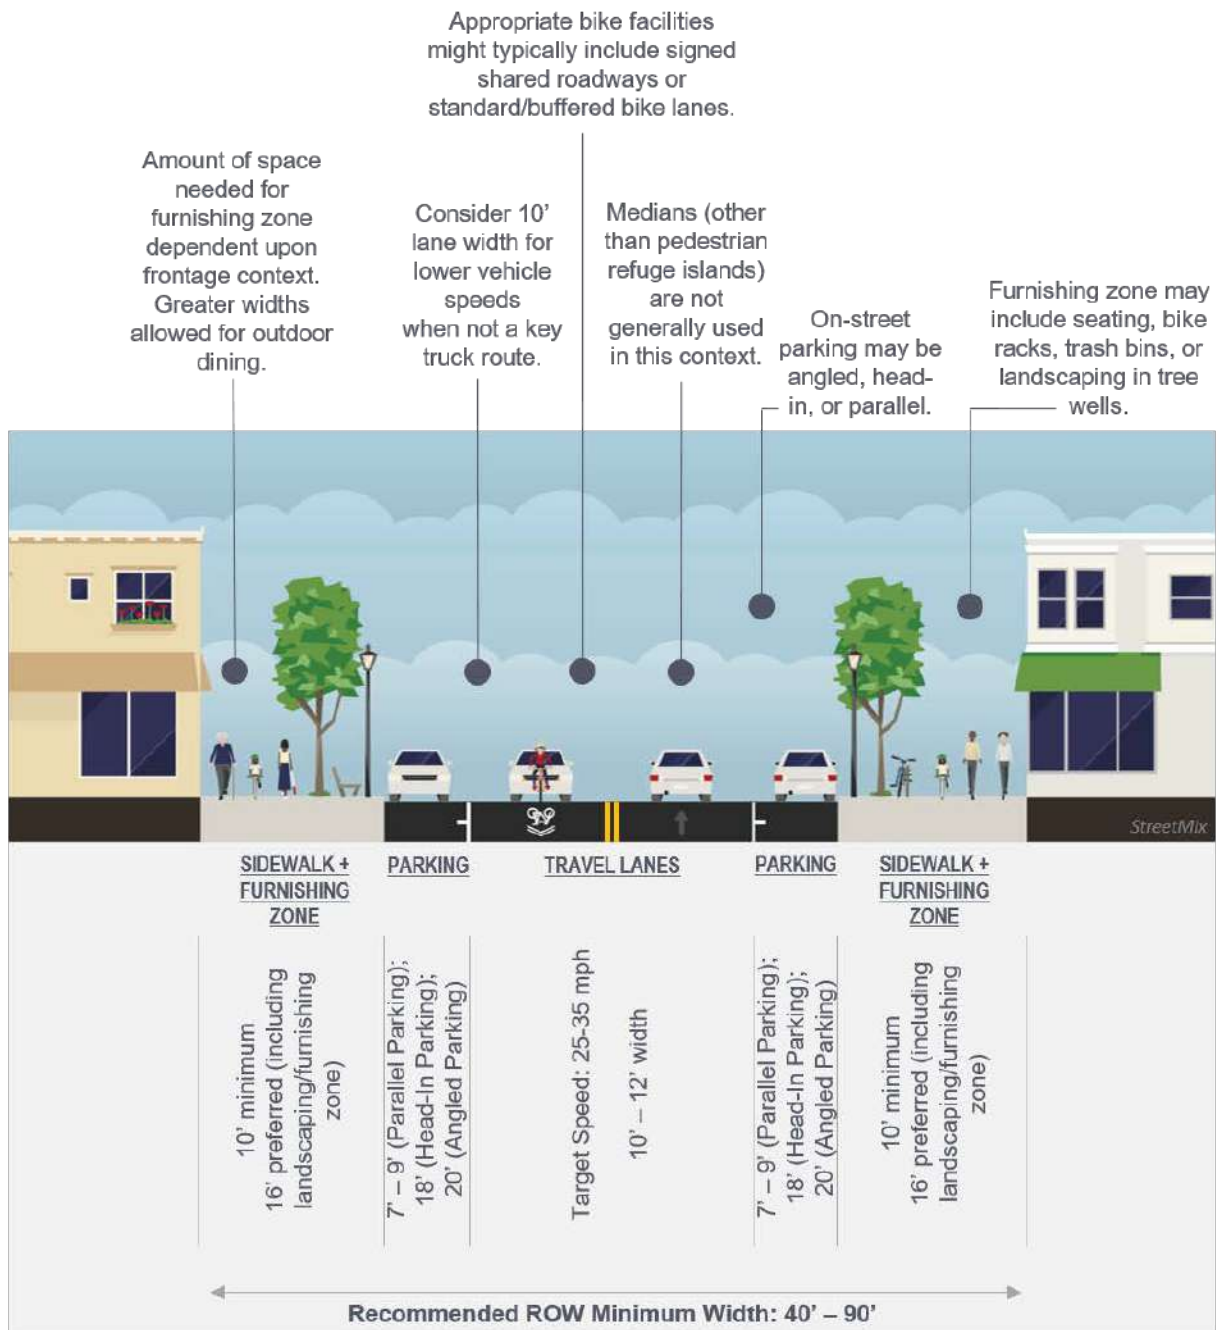 Appropriate bike facilities
might typically include signed
shared roadways or
standard/buffered bike lanes.
Amount of space
needed for
furnishing zone
dependent upon
frontage context.
Greater widths
allowed for outdoor
dining.
Consider 10’
lane width for
lower vehicle
speeds
when not a key
truck route.
Medians (other
than pedestrian
refuge islands)
are not
generally used
in this context.
On-street
parking may be
angled, head-
in, or parallel.
Furnishing zone may
include seating, bike
racks, trash bins, or
landscaping in tree
wells.
StreetMix
SIDEWALK +
FURNISHING
ZONE
PARKING
TRAVEL LANES
PARKING
SIDEWALK +
FURNISHING
ZONE
10’ minimum
16’ preferred (including
landscaping/furnishing
zone)
7’ – 9’ (Parallel Parking);
18’ (Head-In Parking);
20’ (Angled Parking)
Target Speed: 25-35 mph
10’ – 12’ width
7’ – 9’ (Parallel Parking);
18’ (Head-In Parking);
20’ (Angled Parking)
10’ minimum
16’ preferred (including
landscaping/furnishing
zone)
Recommended ROW Minimum Width: 40’ – 90’